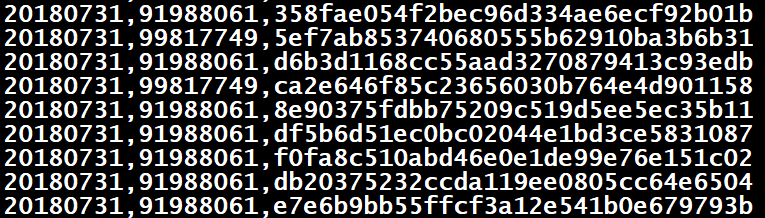 20180731,91988061,358fae054f2bec96d334ae6ecf92b01b
20180731,99817749,5ef7ab853740680555b62910ba3b6b31
20180731,91988061,d6b3d1168cc55aad3270879413c93edb
20180731,99817749,ca2e646f85c23656030b764e4d901158
20180731,91988061,8e90375fdbb75209c519d5ee5ec35b11
20180731,91988061,df5b6d51ec0bc02044e1bd3ce5831087
20180731,91988061,f0fa8c510abd46e0e1de99e76e151c02
20180731,91988061,db20375232ccda119ee0805cc64e6504
20180731,91988061,e7e6b9bb55ffcf3a12e541b0e679793b